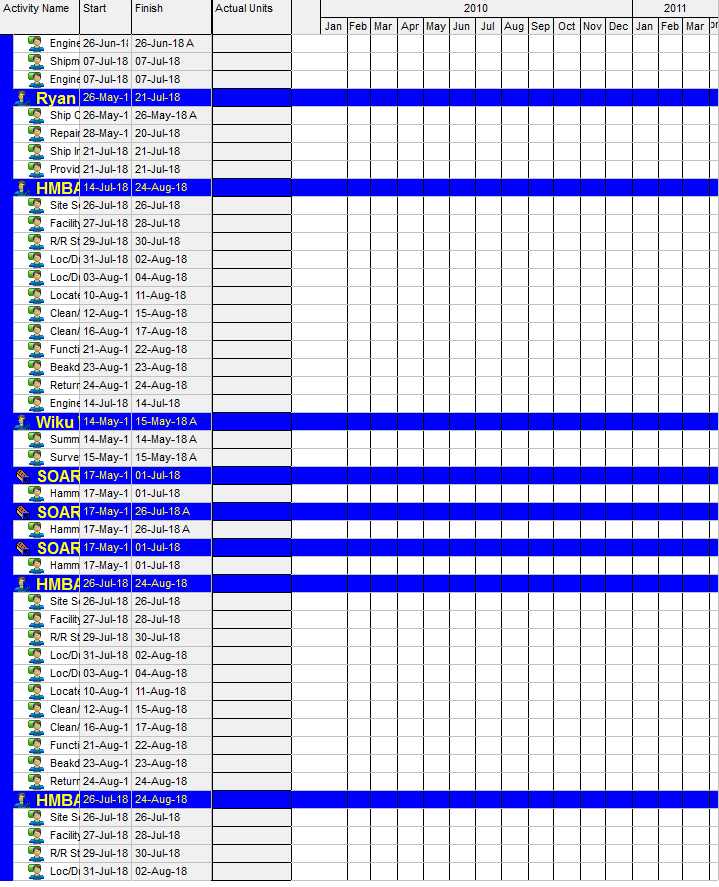 Activity Name Start Finish Actual Units 2010 2011
Jan Feb Mar Apr May Jun Jul Aug Sep Oct Nov Dec Jan Feb Mar
Engine 26-Jun-18 26-Jun-18 A
Shipm 07-Jul-18 07-Jul-18
Engine 07-Jul-18 07-Jul-18
Ryan 26-May-1 21-Jul-18
Ship C 26-May-1 26-May-18 A
Repair 28-May-1 20-Jul-18
Ship Ir 21-Jul-18 21-Jul-18
Provid 21-Jul-18 21-Jul-18
HMBA 14-Jul-18 24-Aug-18
Site Se 26-Jul-18 26-Jul-18
Facility 27-Jul-18 28-Jul-18
R/R St 29-Jul-18 30-Jul-18
Loc/Dr 31-Jul-18 02-Aug-18
Loc/Dr 03-Aug-1 04-Aug-18
Locate 10-Aug-1 11-Aug-18
Clean/ 12-Aug-1 15-Aug-18
Clean/ 16-Aug-1 17-Aug-18
Functi 21-Aug-1 22-Aug-18
Beakd 23-Aug-1 23-Aug-18
Return 24-Aug-1 24-Aug-18
Engine 14-Jul-18 14-Jul-18
Wiku 14-May-1 15-May-18 A
Summ 14-May-1 14-May-18 A
Surve 15-May-1 15-May-18 A
SOAR 17-May-1 01-Jul-18
Hamm 17-May-1 01-Jul-18
SOAR 17-May-1 26-Jul-18 A
Hamm 17-May-1 26-Jul-18 A
SOAR 17-May-1 01-Jul-18
Hamm 17-May-1 01-Jul-18
HMBA 26-Jul-18 24-Aug-18
Site Se 26-Jul-18 26-Jul-18
Facility 27-Jul-18 28-Jul-18
R/R St 29-Jul-18 30-Jul-18
Loc/Dr 31-Jul-18 02-Aug-18
Loc/Dr 03-Aug-1 04-Aug-18
Locate 10-Aug-1 11-Aug-18
Clean/ 12-Aug-1 15-Aug-18
Clean/ 16-Aug-1 17-Aug-18
Functi 21-Aug-1 22-Aug-18
Beakd 23-Aug-1 23-Aug-18
Return 24-Aug-1 24-Aug-18
HMBA 26-Jul-18 24-Aug-18
Site Se 26-Jul-18 26-Jul-18
Facility 27-Jul-18 28-Jul-18
R/R St 29-Jul-18 30-Jul-18
Loc/Dr 31-Jul-18 02-Aug-18